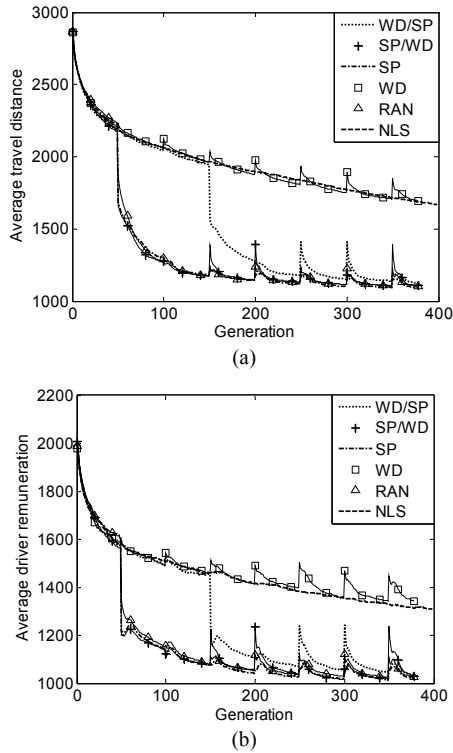 3000
2500
2000
1500
1000
0 100 200 300 400
Average travel distance
Generation
WD/SP
SP/WD
SP
WD
RAN
NLS
(a)
2200
2000
1800
1600
1400
1200
1000
0 100 200 300 400
Average driver remuneration
Generation
WD/SP
SP/WD
SP
WD
RAN
NLS
(b)